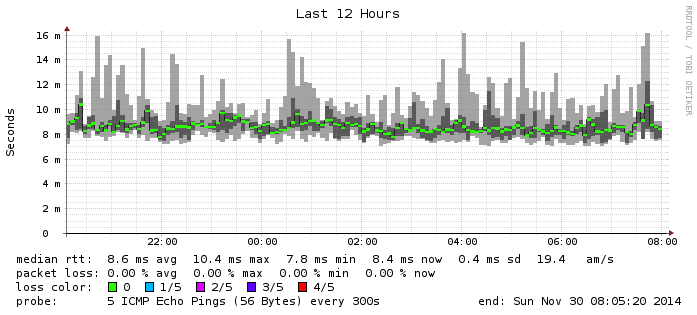 Last 12 Hours
RRDTOOL / TOBI OETIKER
Seconds
16 m
14 m
12 m
10 m
8 m
6 m
4 m
2 m
0
22:00 00:00 02:00 04:00 06:00 08:00
median rtt: 8.6 ms avg 10.4 ms max 7.8 ms min 8.4 ms now 0.4 ms sd 19.4 am/s
packet loss: 0.00 % avg 0.00 % max 0.00 % min 0.00 % now
loss color: 0 1/5 2/5 3/5 4/5
probe: 5 ICMP Echo Pings (56 Bytes) every 300s end: Sun Nov 30 08:05:20 2014